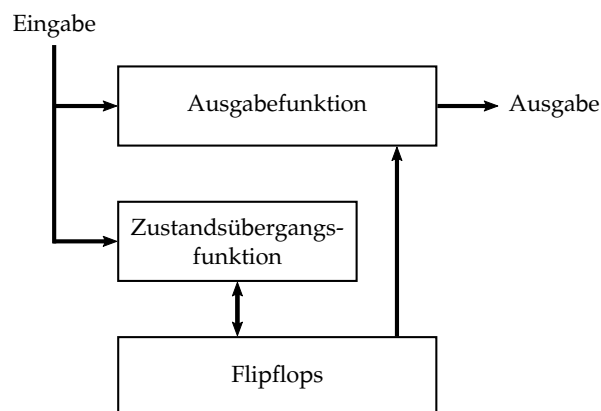 Eingabe
Ausgabefunktion
Ausgabe
Zustandsübergangs-
funktion
Flipflops